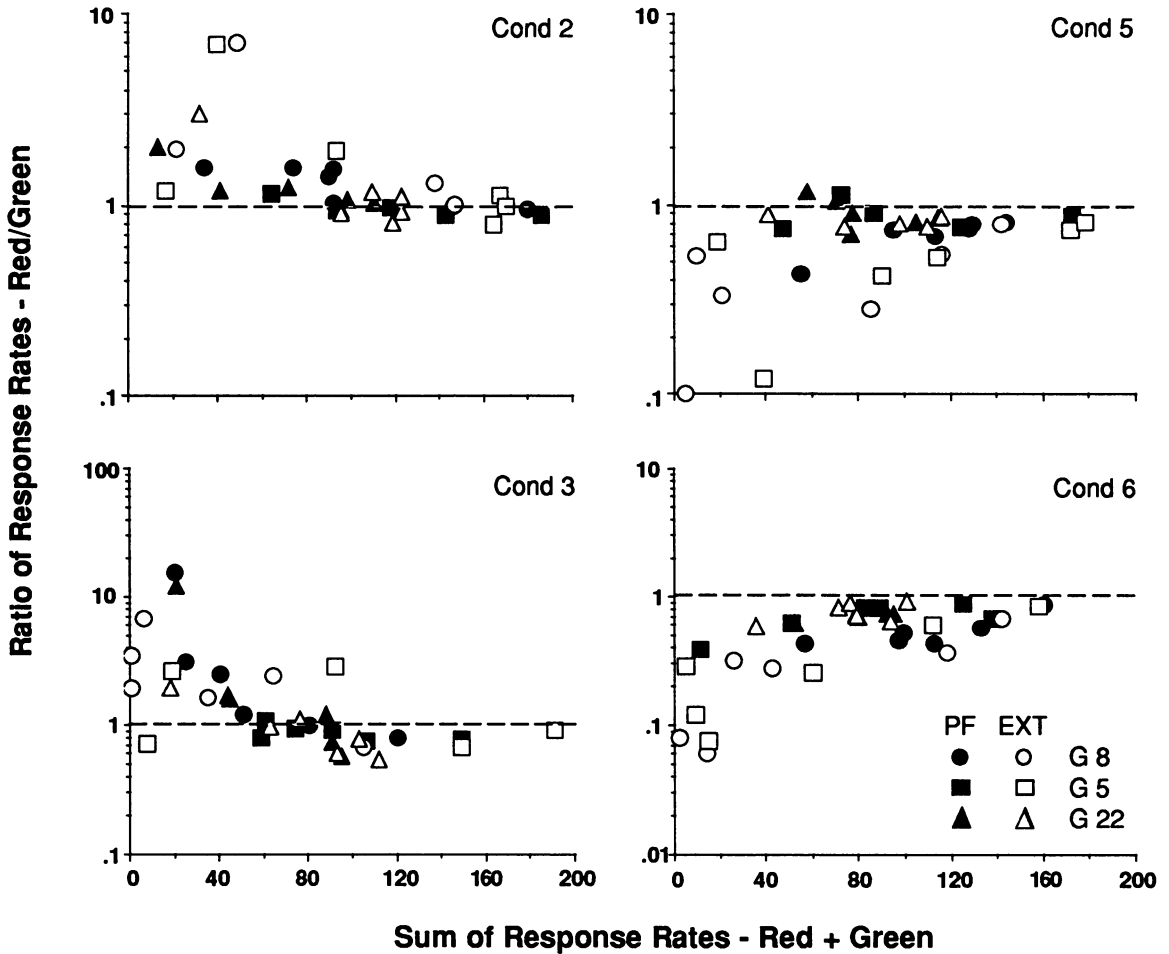 Ratio of Response Rates - Red/Green
10
1
.1
Cond 2
10
1
.1
Cond 5
100
10
1
.1
Cond 3
0 40 80 120 160 200
10
1
.1
.01
Cond 6
PF EXT
G 8
G 5
G 22
0 40 80 120 160 200
Sum of Response Rates - Red + Green